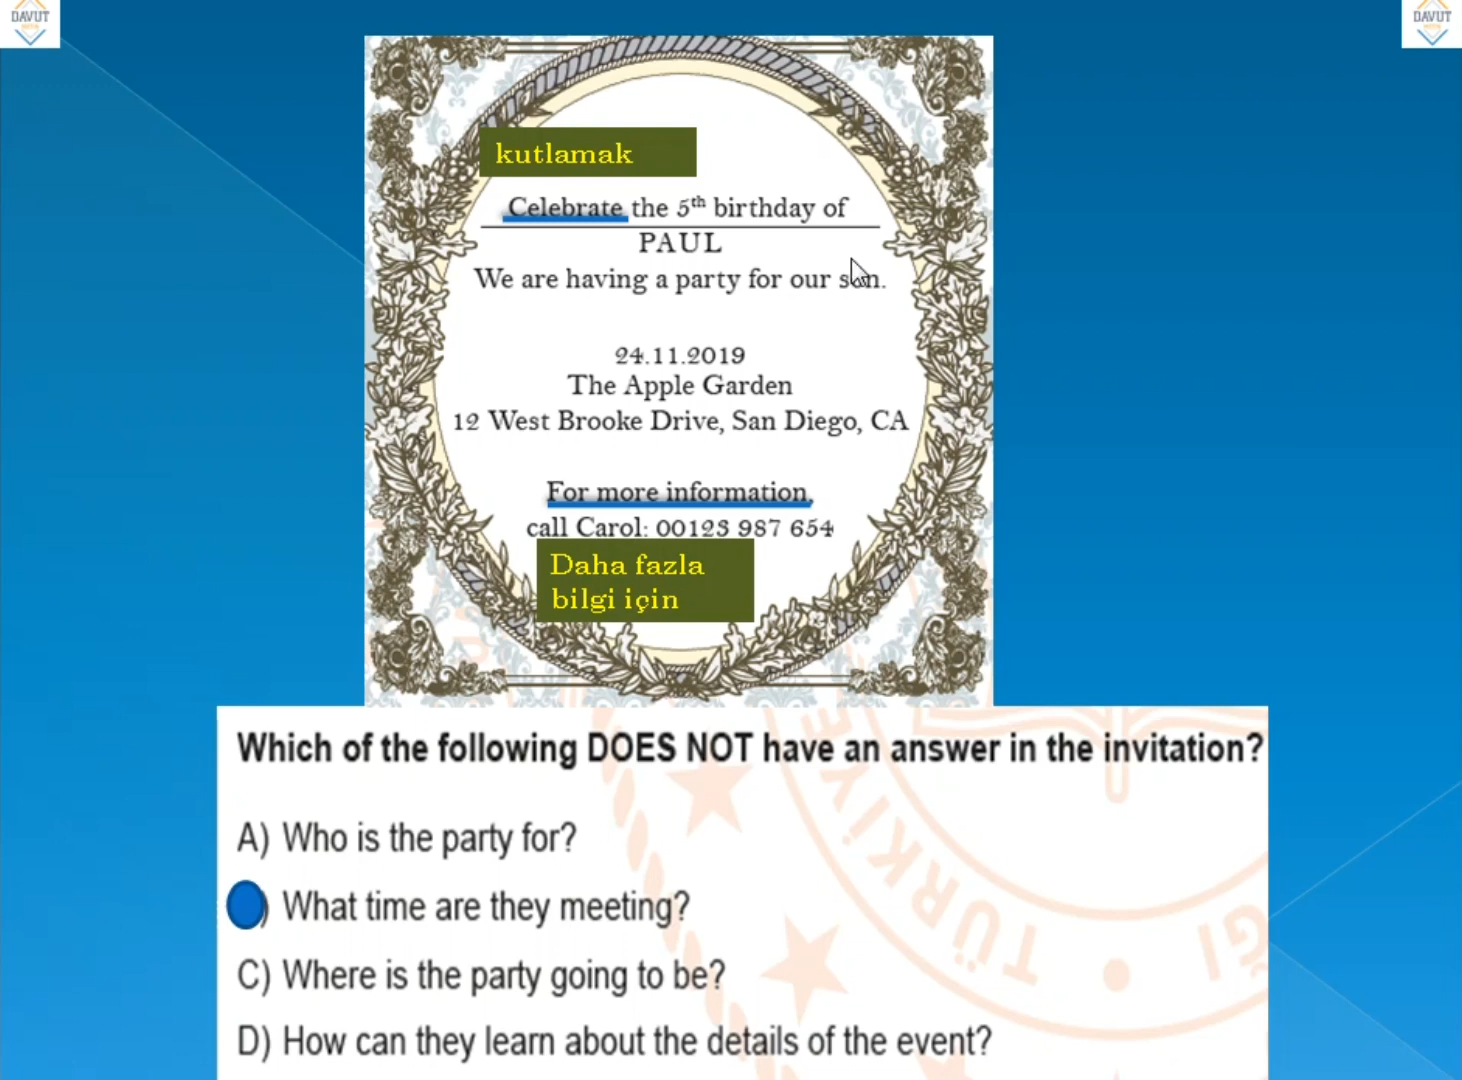 DAVUT
DAVUT
kutlamak
Celebrate the 5th birthday of
PAUL
We are having a party for our son.
24.11.2019
The Apple Garden
12 West Brooke Drive, San Diego, CA
For more information,
call Carol: 00123 987 654
Daha fazla
bilgi için
Which of the following DOES NOT have an answer in the invitation?
A) Who is the party for?
) What time are they meeting?
C) Where is the party going to be?
D) How can they learn about the details of the event?
TÜRKİYE